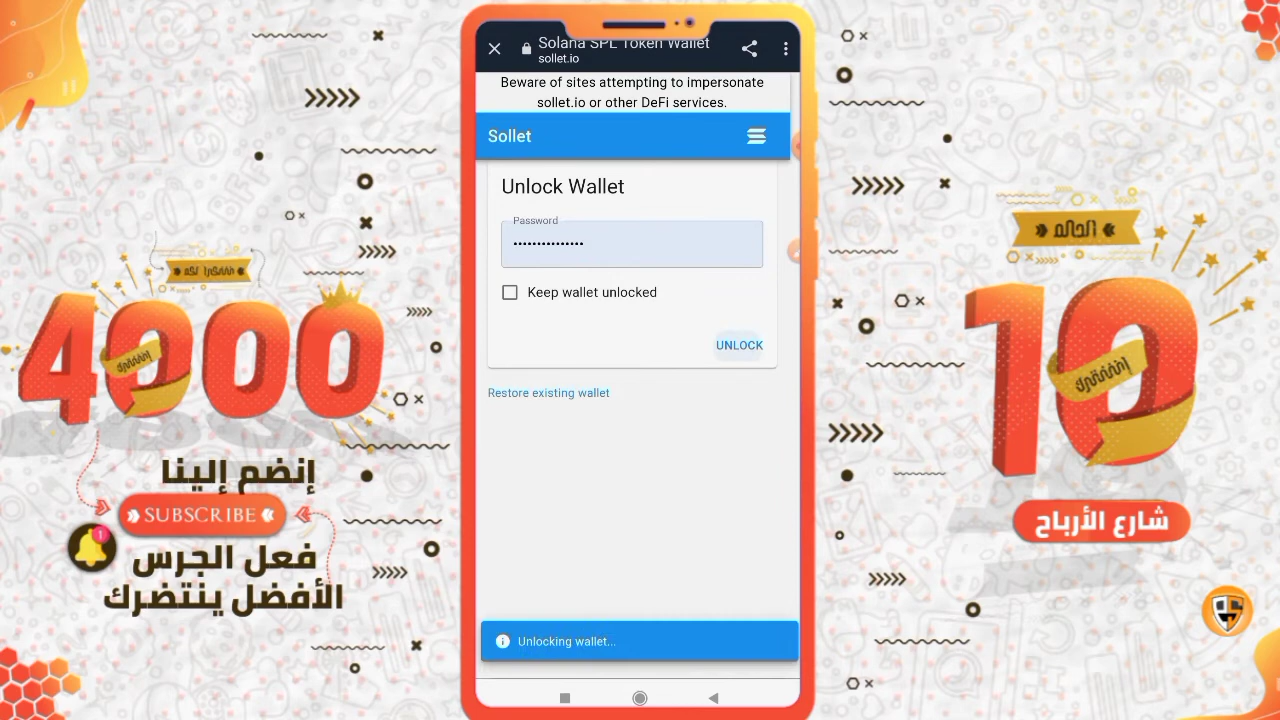 4000
إنضم إلينا
SUBSCRIBE
1
فعل الجرس
الأفضل ينتضرك
Solana SPL Token Wallet
sollet.io
Beware of sites attempting to impersonate
sollet.io or other DeFi services.
Sollet
Unlock Wallet
Password
Keep wallet unlocked
UNLOCK
Restore existing wallet
Unlocking wallet...
10
شارع الأرباح